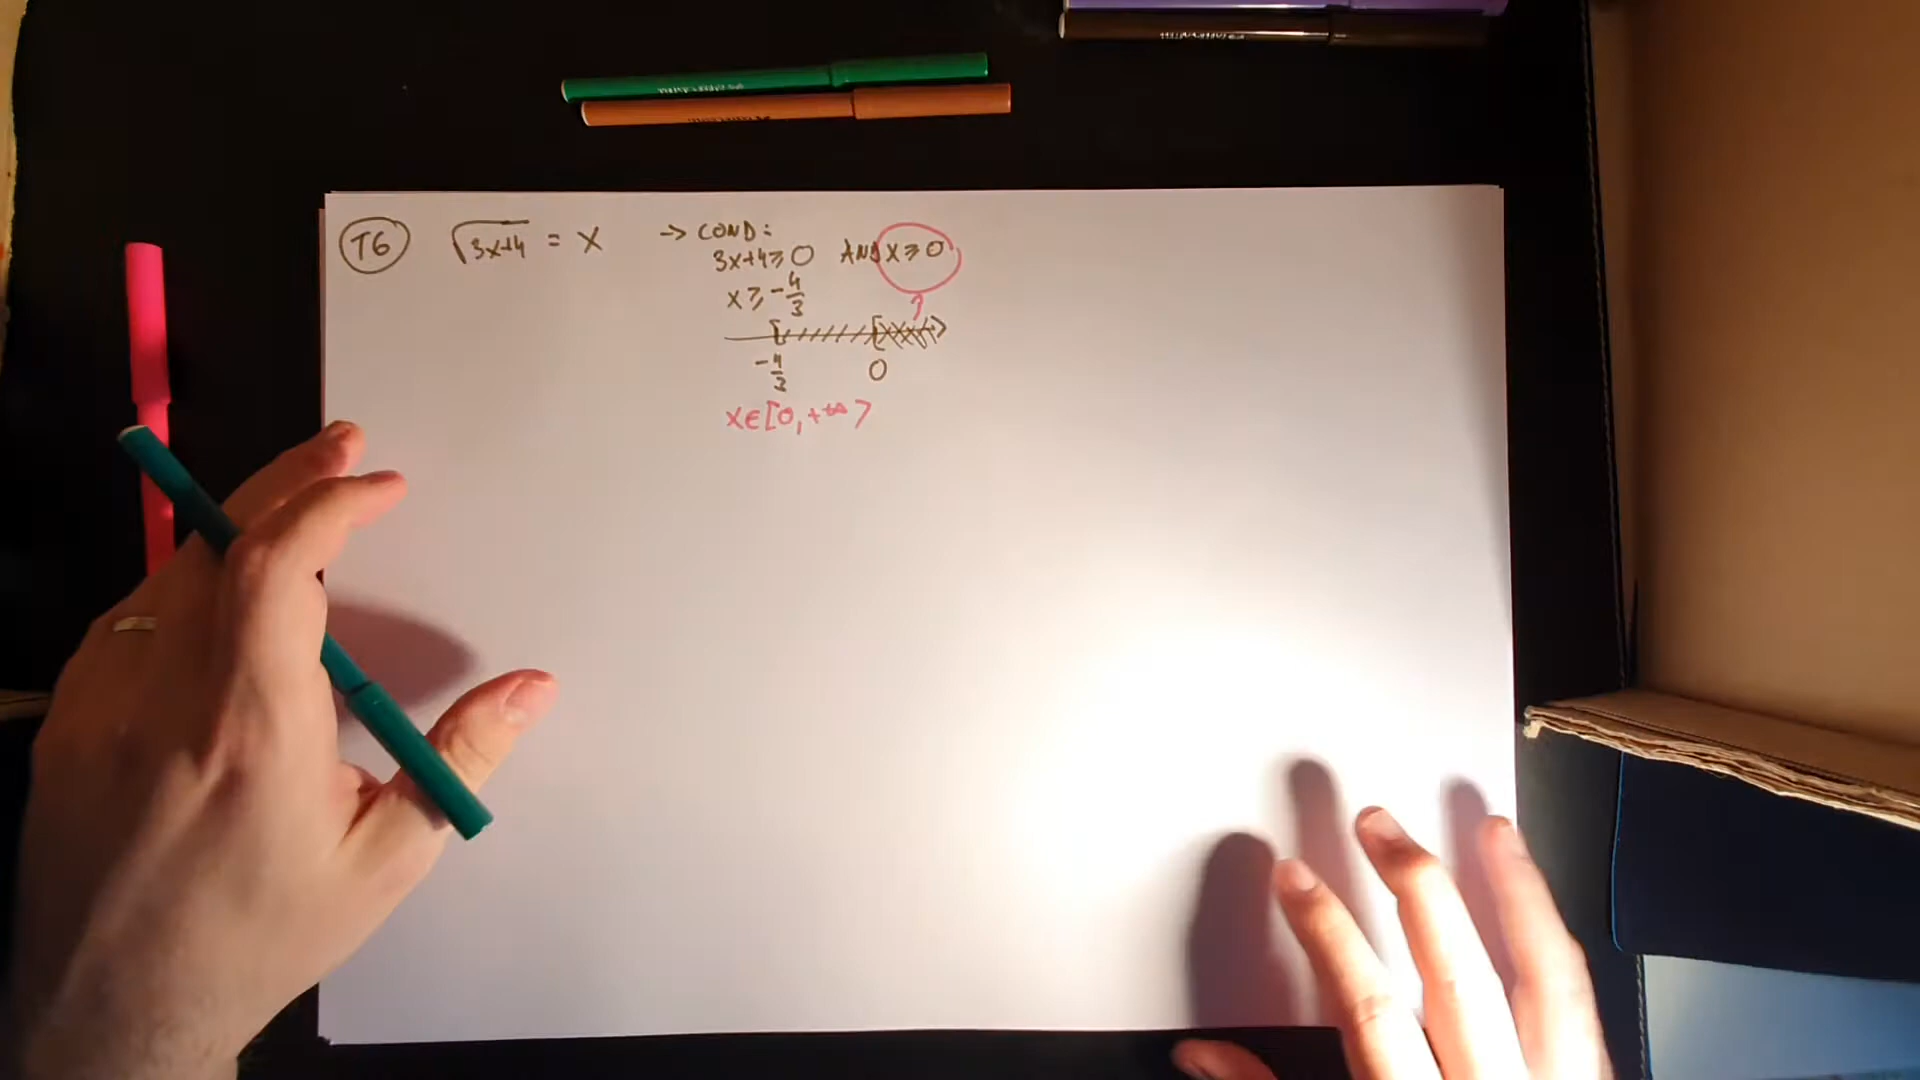 T6 √3x+4 = x → COND:
3x+4≥0 AND x≥0
x≥-4/3
-4/3 0
x∈[0,+∞>